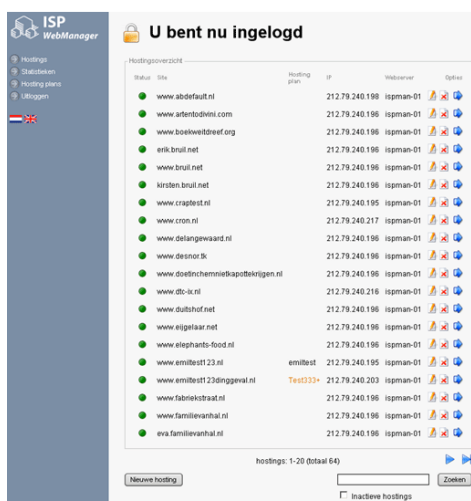 ISP
WebManager
Hostings
Statistieken
Hosting plans
Uitloggen
U bent nu ingelogd
Hostingsoverzicht
Status Site Hosting plan IP Webserver Opties
www.abdefault.nl 212.79.240.198 ispman-01
www.artentodivini.com 212.79.240.196 ispman-01
www.boekweitdreef.org 212.79.240.196 ispman-01
erik.bruil.net 212.79.240.196 ispman-01
www.bruil.net 212.79.240.196 ispman-01
kirsten.bruil.net 212.79.240.196 ispman-01
www.craptest.nl 212.79.240.195 ispman-01
www.cron.nl 212.79.240.217 ispman-01
www.delangewaard.nl 212.79.240.196 ispman-01
www.desnor.tk 212.79.240.196 ispman-01
www.doetinchemnietkapottekrijgen.nl 212.79.240.196 ispman-01
www.dtc-ix.nl 212.79.240.216 ispman-01
www.duitshof.net 212.79.240.196 ispman-01
www.eijgelaar.net 212.79.240.196 ispman-01
www.elephants-food.nl 212.79.240.196 ispman-01
www.emiltest123.nl emiltest 212.79.240.195 ispman-01
www.emiltest123dinggeval.nl Test333+ 212.79.240.203 ispman-01
www.fabriekstraat.nl 212.79.240.196 ispman-01
www.familievanhal.nl 212.79.240.196 ispman-01
eva.familievanhal.nl 212.79.240.196 ispman-01
hostings: 1-20 (totaal 64)
Nieuwe hosting Zoeken
Inactieve hostings